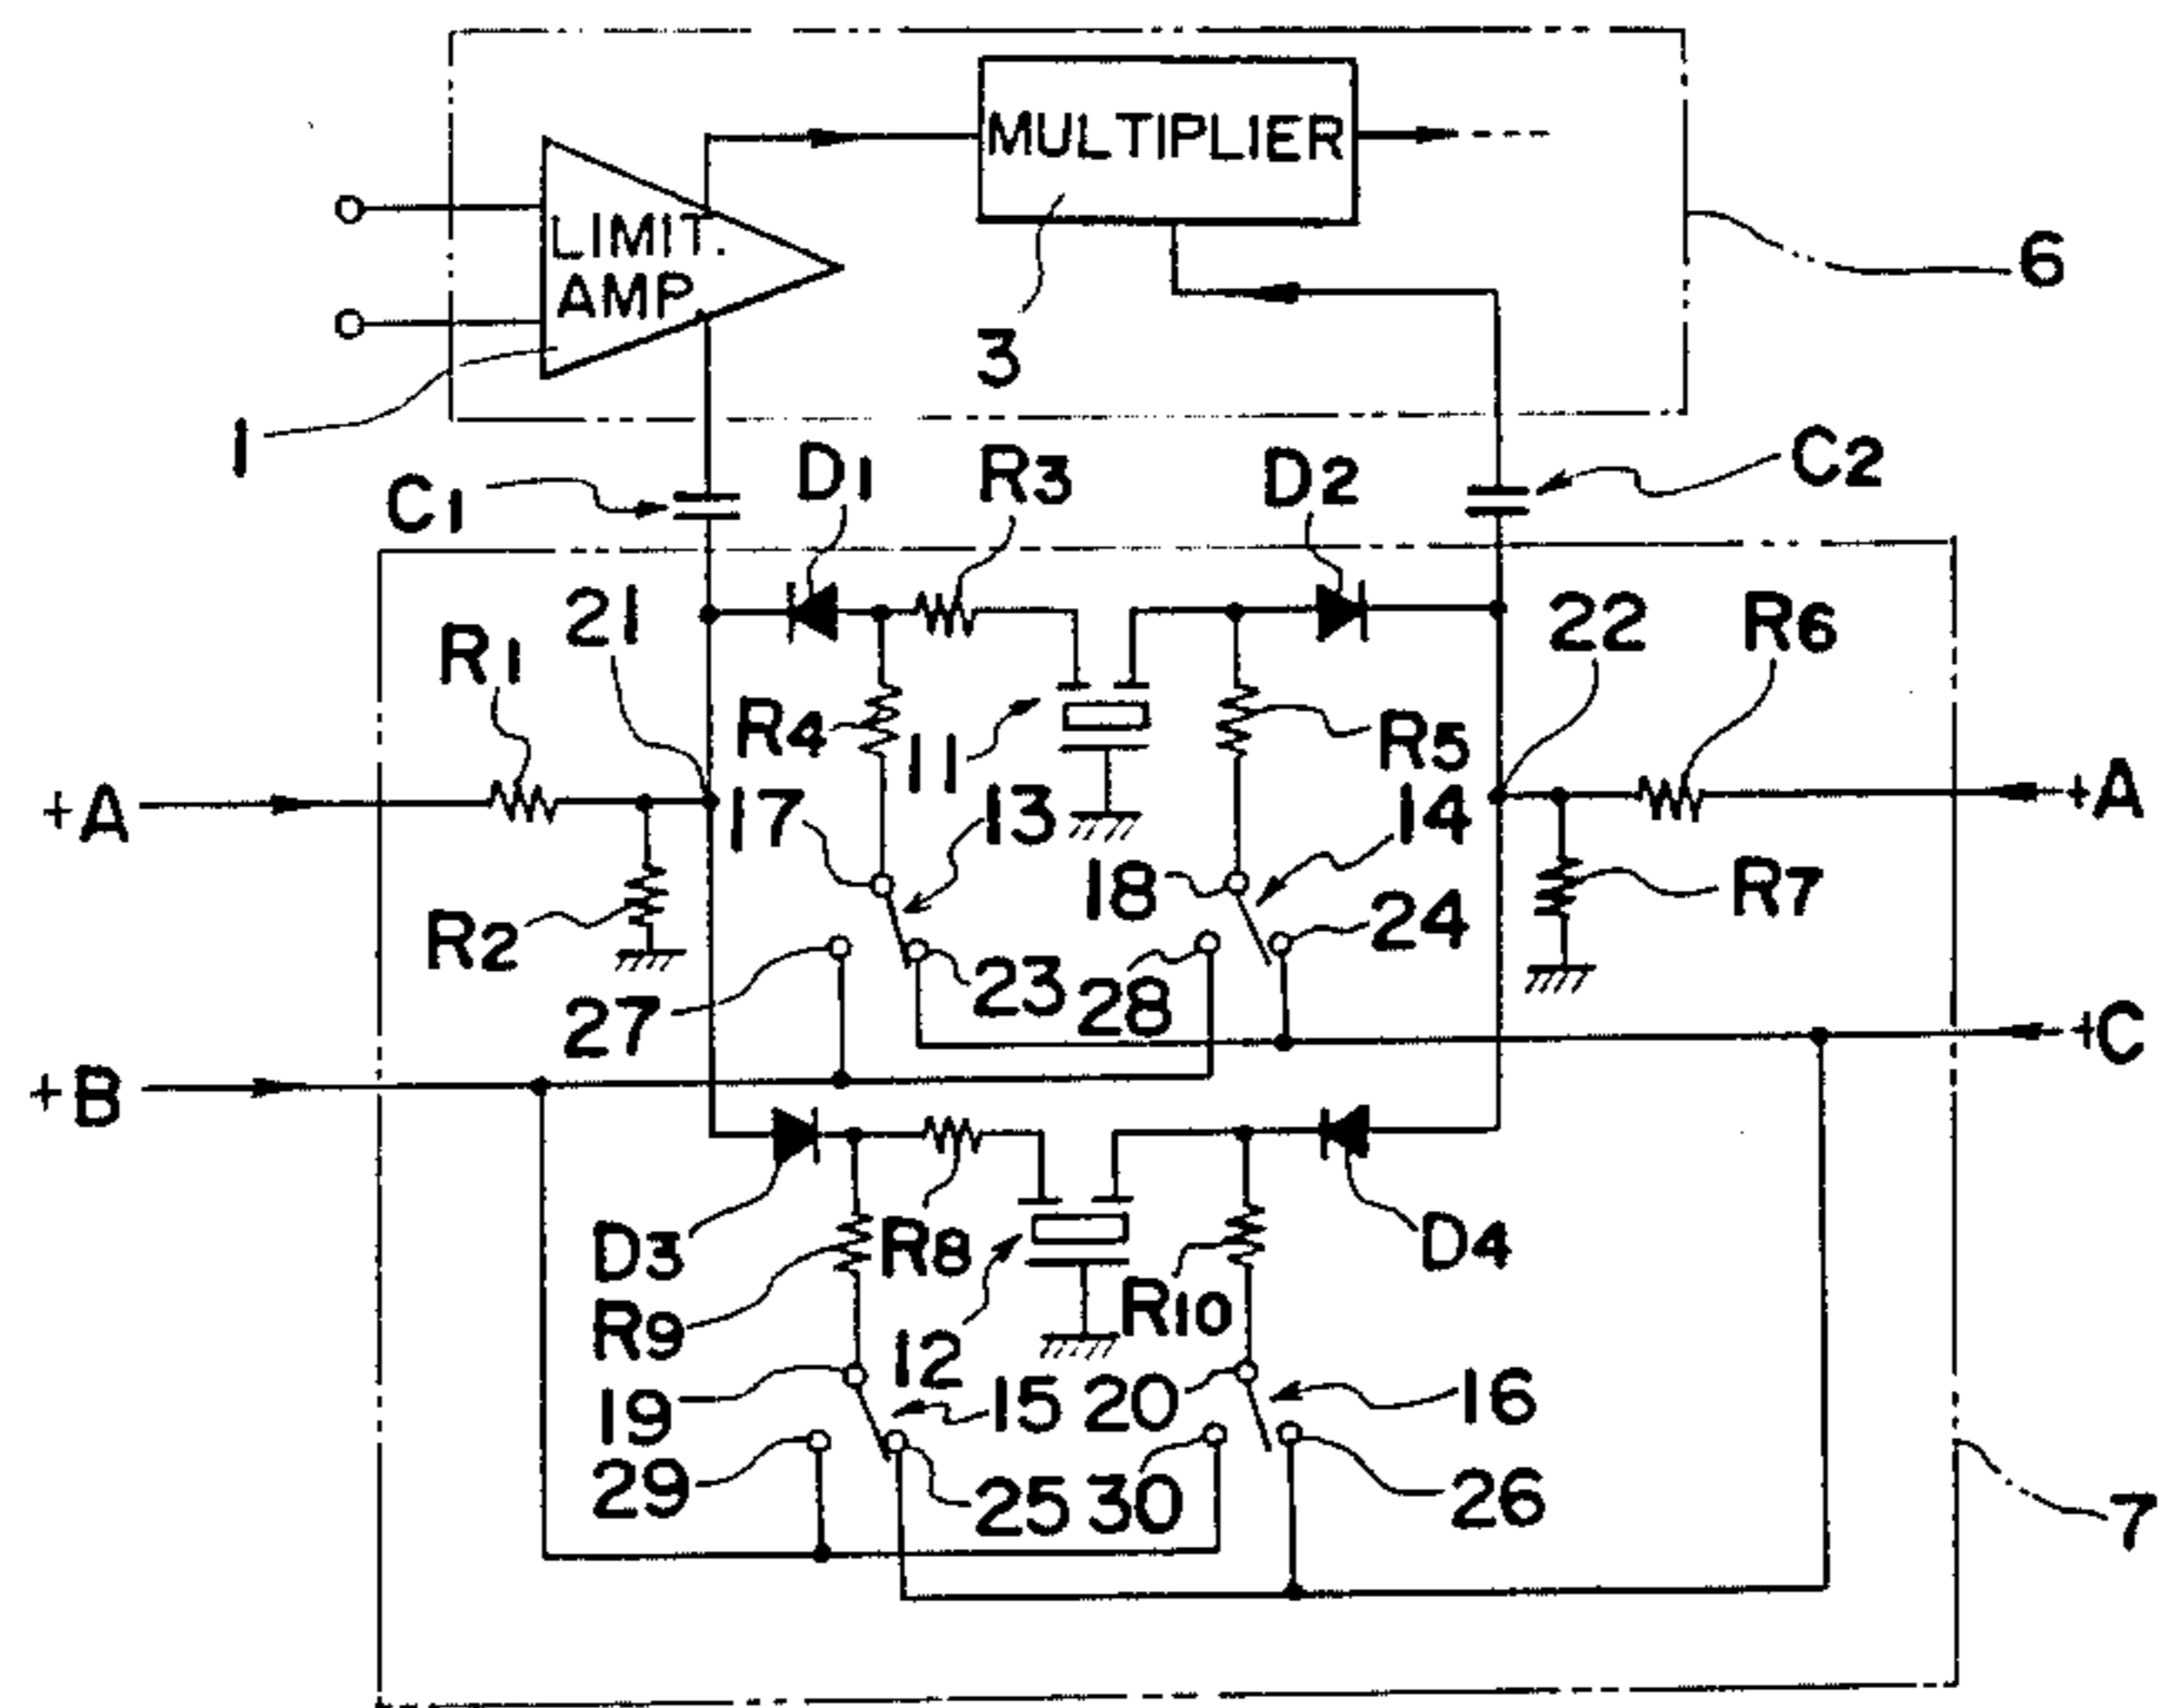 MULTIPLIER
LIMIT.
AMP
6
3
1
C1
D1
R3
D2
C2
21
R1
22
R6
R4
11
R5
+A
17
13
14
+A
18
R2
24
R7
27
23
28
+C
+B
D3
R8
D4
R9
12
R10
19
15
20
16
29
25
30
26
7